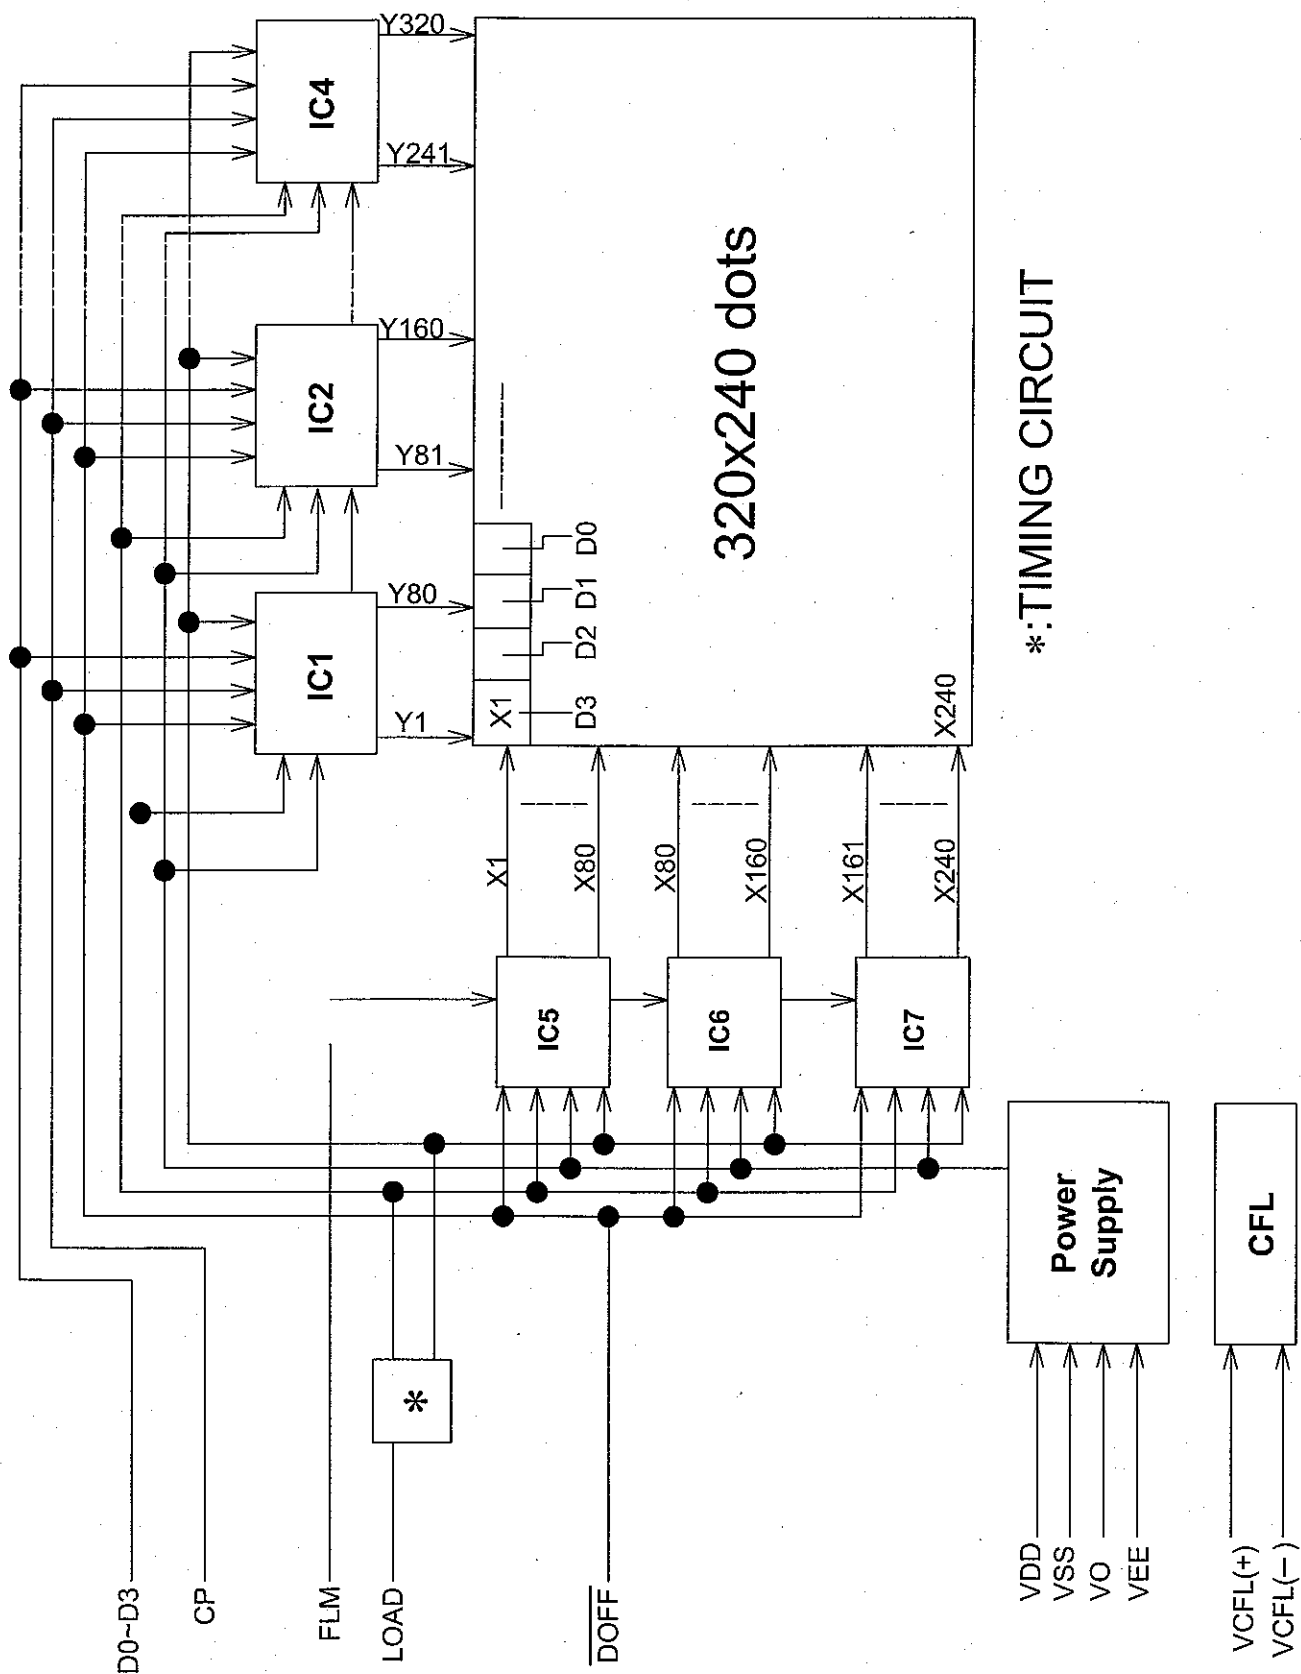 D0~D3
CP
FLM
LOAD
DOFF
*
VDD
VSS
VO
VEE
VCFL(+)
VCFL(−)
Power
Supply
CFL
IC5
IC6
IC7
X1
X80
X80
X160
X161
X240
IC1
IC2
IC4
Y1
Y80
Y81
Y160
Y241
Y320
X1
D3
D2
D1
D0
320x240 dots
X240
*:TIMING CIRCUIT